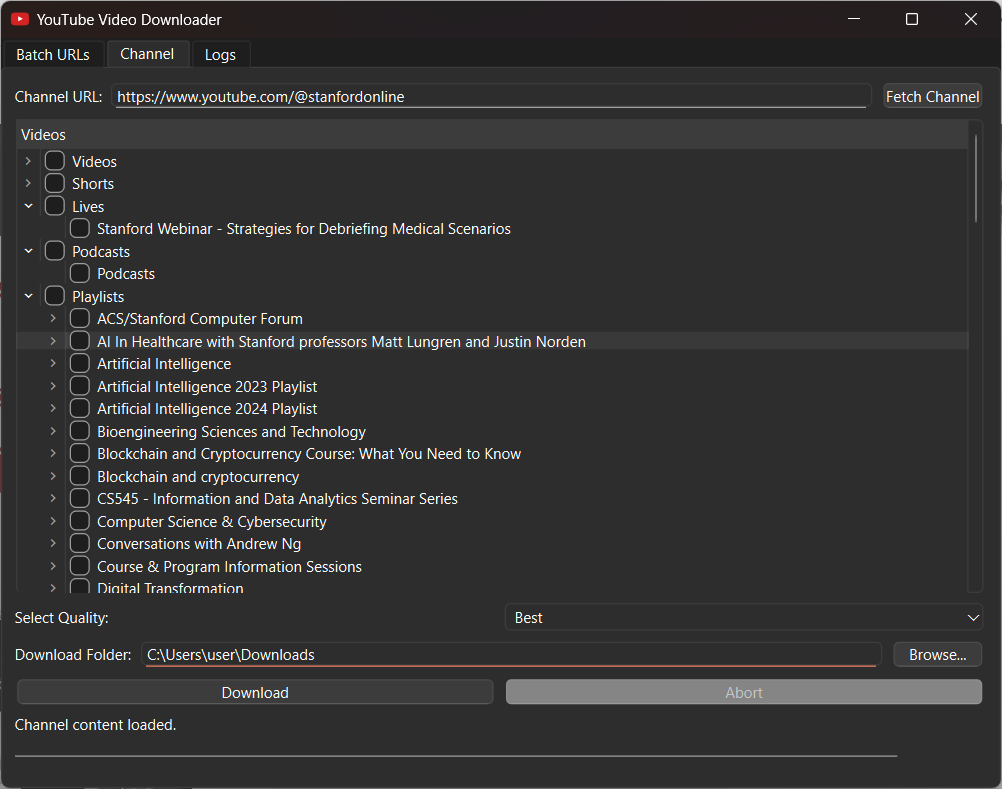 YouTube Video Downloader
Batch URLs Channel Logs
Channel URL: https://www.youtube.com/@stanfordonline Fetch Channel
Videos
Videos
Shorts
Lives
Stanford Webinar - Strategies for Debriefing Medical Scenarios
Podcasts
Podcasts
Playlists
ACS/Stanford Computer Forum
AI In Healthcare with Stanford professors Matt Lungren and Justin Norden
Artificial Intelligence
Artificial Intelligence 2023 Playlist
Artificial Intelligence 2024 Playlist
Bioengineering Sciences and Technology
Blockchain and Cryptocurrency Course: What You Need to Know
Blockchain and cryptocurrency
CS545 - Information and Data Analytics Seminar Series
Computer Science & Cybersecurity
Conversations with Andrew Ng
Course & Program Information Sessions
Digital Transformation
Select Quality: Best
Download Folder: C:\Users\user\Downloads Browse...
Download Abort
Channel content loaded.